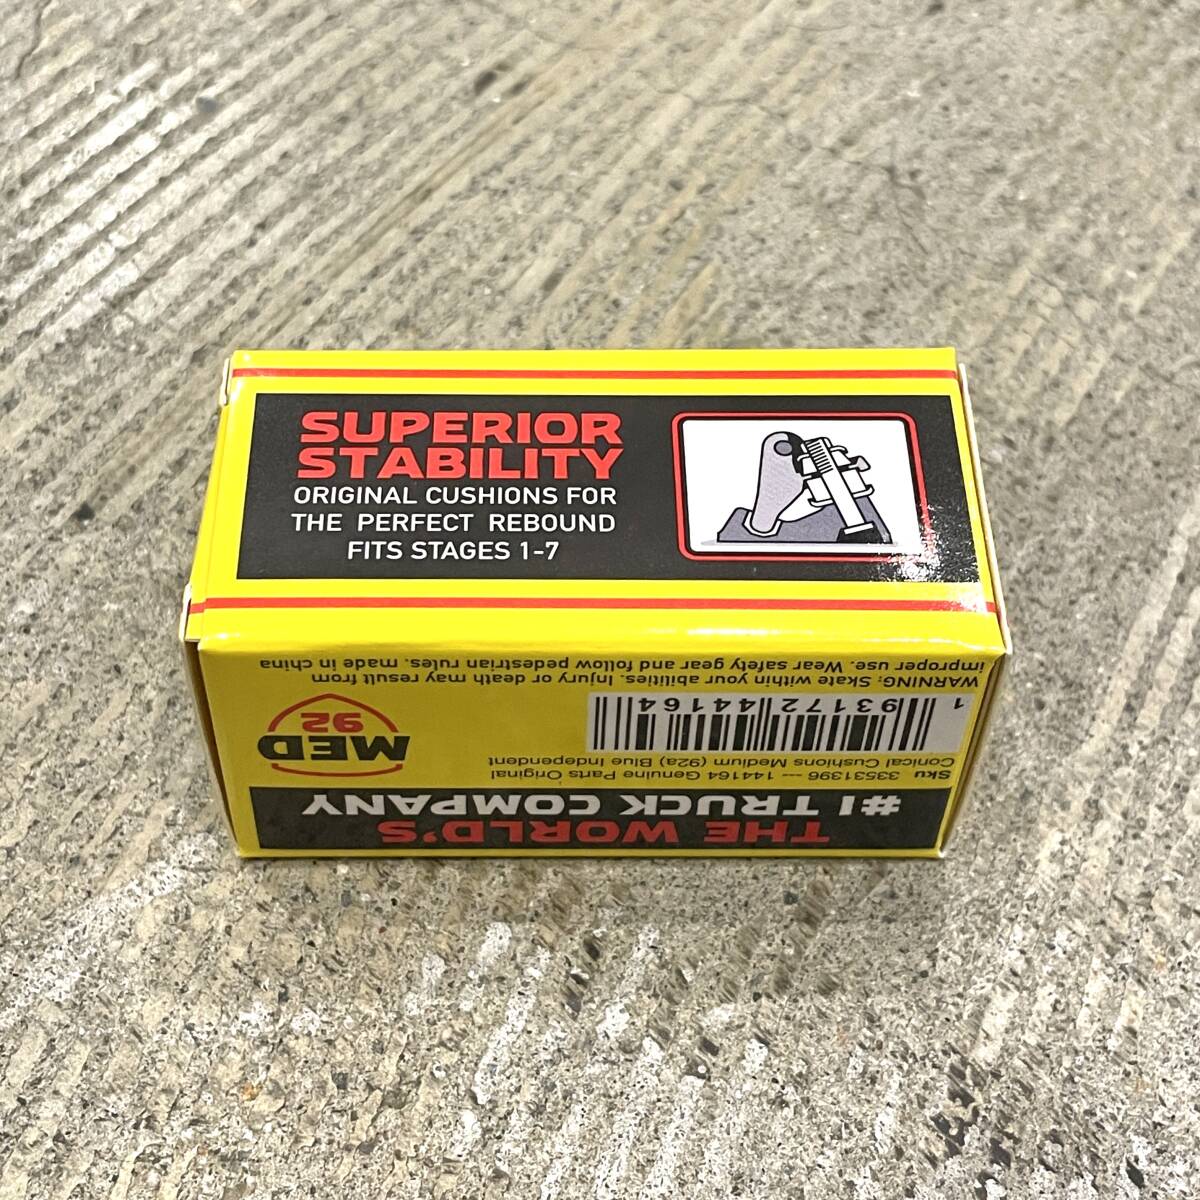 SUPERIOR
STABILITY
ORIGINAL CUSHIONS FOR
THE PERFECT REBOUND
FITS STAGES 1-7
THE WORLD'S
#1 TRUCK COMPANY
Sku 33531396 --- 144164 Genuine Parts Original
Conical Cushions Medium (92a) Blue Independent
1 93172 44164
MED
92
WARNING: Skate within your abilities. Injury or death may result from
improper use. Wear safety gear and follow pedestrian rules. made in china